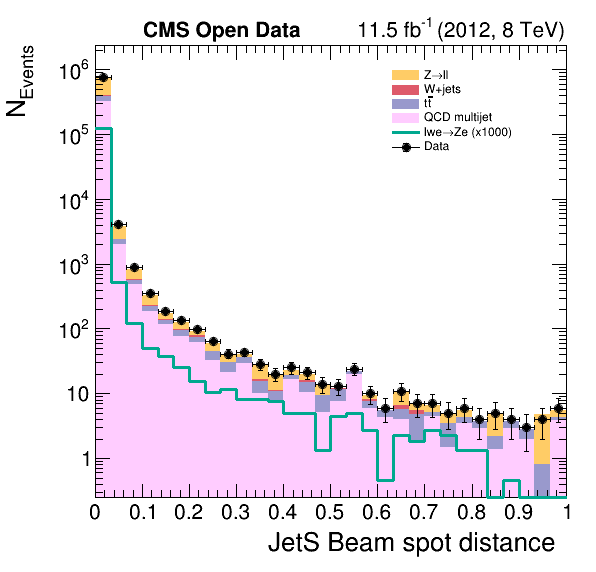 CMS Open Data 11.5 fb⁻¹ (2012, 8 TeV)
N_Events
10⁶
10⁵
10⁴
10³
10²
10
1
Z→ll
W+jets
tt̅
QCD multijet
lwe→Ze (x1000)
Data
0 0.1 0.2 0.3 0.4 0.5 0.6 0.7 0.8 0.9 1
JetS Beam spot distance